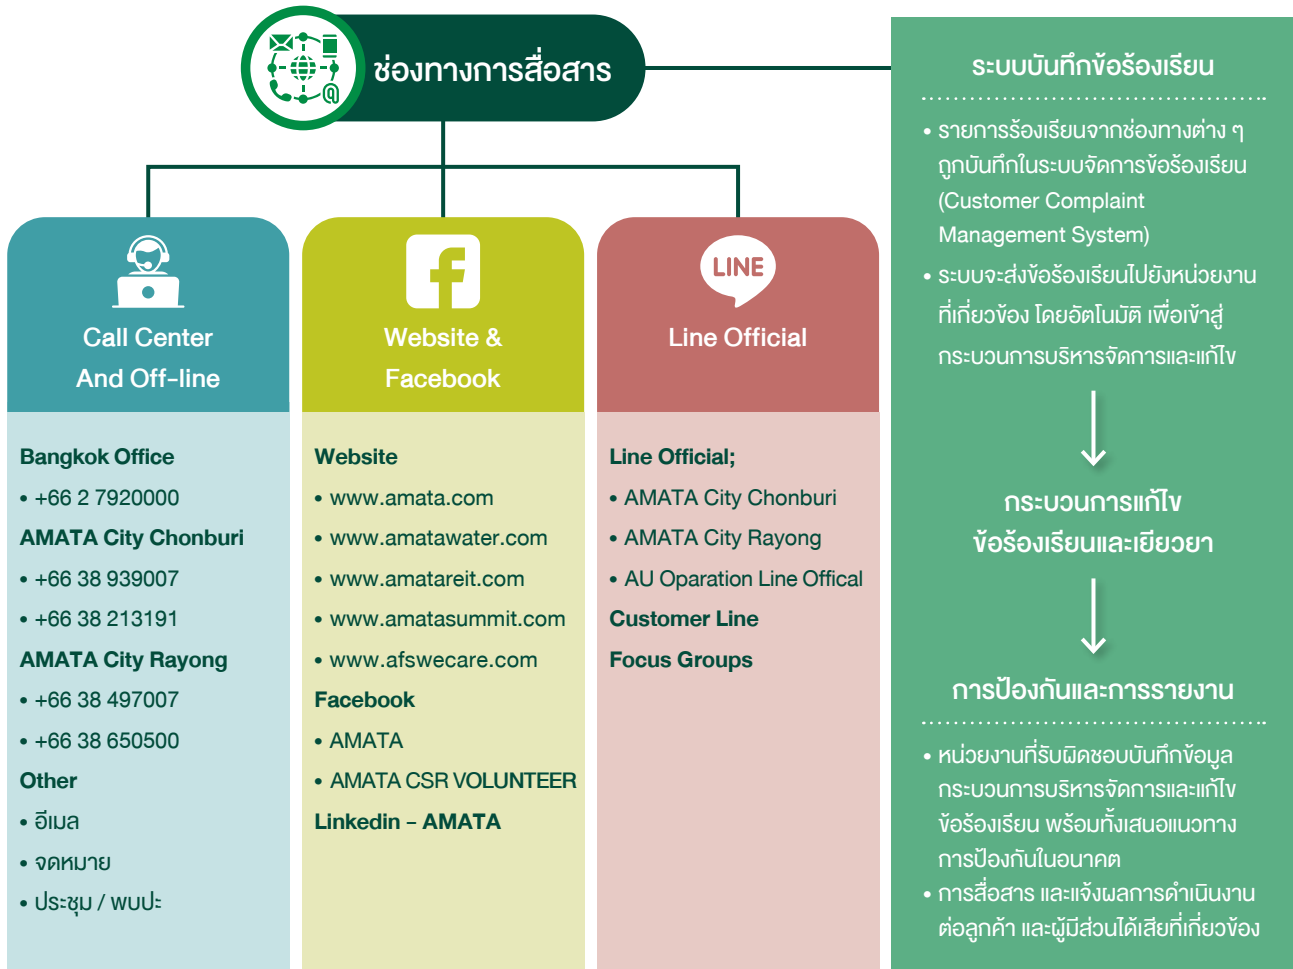 ช่องทางการสื่อสาร
@
Call Center
And Off-line
Bangkok Office
• +66 2 7920000
AMATA City Chonburi
• +66 38 939007
• +66 38 213191
AMATA City Rayong
• +66 38 497007
• +66 38 650500
Other
• อีเมล
• จดหมาย
• ประชุม / พบปะ
f
Website &
Facebook
Website
• www.amata.com
• www.amatawater.com
• www.amatareit.com
• www.amatasummit.com
• www.afswecare.com
Facebook
• AMATA
• AMATA CSR VOLUNTEER
Linkedin – AMATA
LINE
Line Official
Line Official;
• AMATA City Chonburi
• AMATA City Rayong
• AU Oparation Line Offical
Customer Line
Focus Groups
ระบบบันทึกข้อร้องเรียน
• รายการร้องเรียนจากช่องทางต่าง ๆ
ถูกบันทึกในระบบจัดการข้อร้องเรียน
(Customer Complaint
Management System)
• ระบบจะส่งข้อร้องเรียนไปยังหน่วยงาน
ที่เกี่ยวข้อง โดยอัตโนมัติ เพื่อเข้าสู่
กระบวนการบริหารจัดการและแก้ไข
กระบวนการแก้ไข
ข้อร้องเรียนและเยียวยา
การป้องกันและการรายงาน
• หน่วยงานที่รับผิดชอบบันทึกข้อมูล
กระบวนการบริหารจัดการและแก้ไข
ข้อร้องเรียน พร้อมทั้งเสนอแนวทาง
การป้องกันในอนาคต
• การสื่อสาร และแจ้งผลการดำเนินงาน
ต่อลูกค้า และผู้มีส่วนได้เสียที่เกี่ยวข้อง